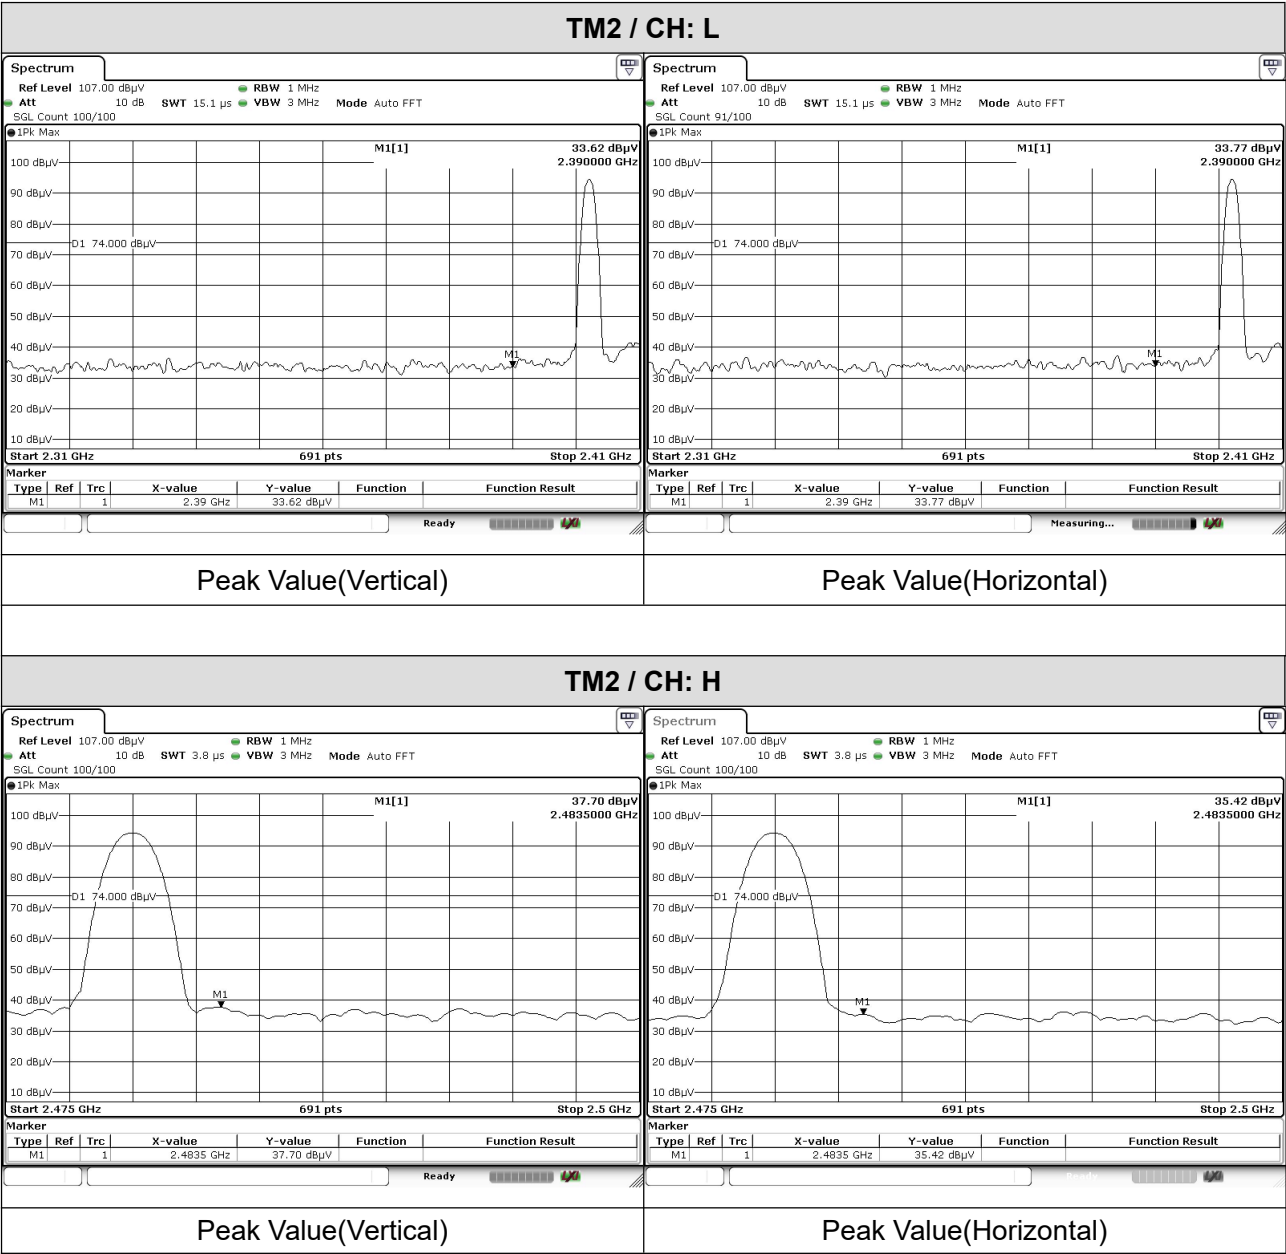 TM2 / CH: L
Spectrum
Ref Level 107.00 dBµV RBW 1 MHz
Att 10 dB SWT 15.1 µs VBW 3 MHz Mode Auto FFT
SGL Count 100/100
1Pk Max
M1[1] 33.62 dBµV
2.390000 GHz
100 dBµV
90 dBµV
80 dBµV
D1 74.000 dBµV
70 dBµV
60 dBµV
50 dBµV
40 dBµV
M1
30 dBµV
20 dBµV
10 dBµV
Start 2.31 GHz 691 pts Stop 2.41 GHz
Marker
Type Ref Trc X-value Y-value Function Function Result
M1 1 2.39 GHz 33.62 dBµV
Ready LXI
Spectrum
Ref Level 107.00 dBµV RBW 1 MHz
Att 10 dB SWT 15.1 µs VBW 3 MHz Mode Auto FFT
SGL Count 91/100
1Pk Max
M1[1] 33.77 dBµV
2.390000 GHz
100 dBµV
90 dBµV
80 dBµV
D1 74.000 dBµV
70 dBµV
60 dBµV
50 dBµV
40 dBµV
M1
30 dBµV
20 dBµV
10 dBµV
Start 2.31 GHz 691 pts Stop 2.41 GHz
Marker
Type Ref Trc X-value Y-value Function Function Result
M1 1 2.39 GHz 33.77 dBµV
Measuring... LXI
Peak Value(Vertical) Peak Value(Horizontal)
TM2 / CH: H
Spectrum
Ref Level 107.00 dBµV RBW 1 MHz
Att 10 dB SWT 3.8 µs VBW 3 MHz Mode Auto FFT
SGL Count 100/100
1Pk Max
M1[1] 37.70 dBµV
2.4835000 GHz
100 dBµV
90 dBµV
80 dBµV
D1 74.000 dBµV
70 dBµV
60 dBµV
50 dBµV
40 dBµV
M1
30 dBµV
20 dBµV
10 dBµV
Start 2.475 GHz 691 pts Stop 2.5 GHz
Marker
Type Ref Trc X-value Y-value Function Function Result
M1 1 2.4835 GHz 37.70 dBµV
Ready LXI
Spectrum
Ref Level 107.00 dBµV RBW 1 MHz
Att 10 dB SWT 3.8 µs VBW 3 MHz Mode Auto FFT
SGL Count 100/100
1Pk Max
M1[1] 35.42 dBµV
2.4835000 GHz
100 dBµV
90 dBµV
80 dBµV
D1 74.000 dBµV
70 dBµV
60 dBµV
50 dBµV
40 dBµV
M1
30 dBµV
20 dBµV
10 dBµV
Start 2.475 GHz 691 pts Stop 2.5 GHz
Marker
Type Ref Trc X-value Y-value Function Function Result
M1 1 2.4835 GHz 35.42 dBµV
Ready LXI
Peak Value(Vertical) Peak Value(Horizontal)